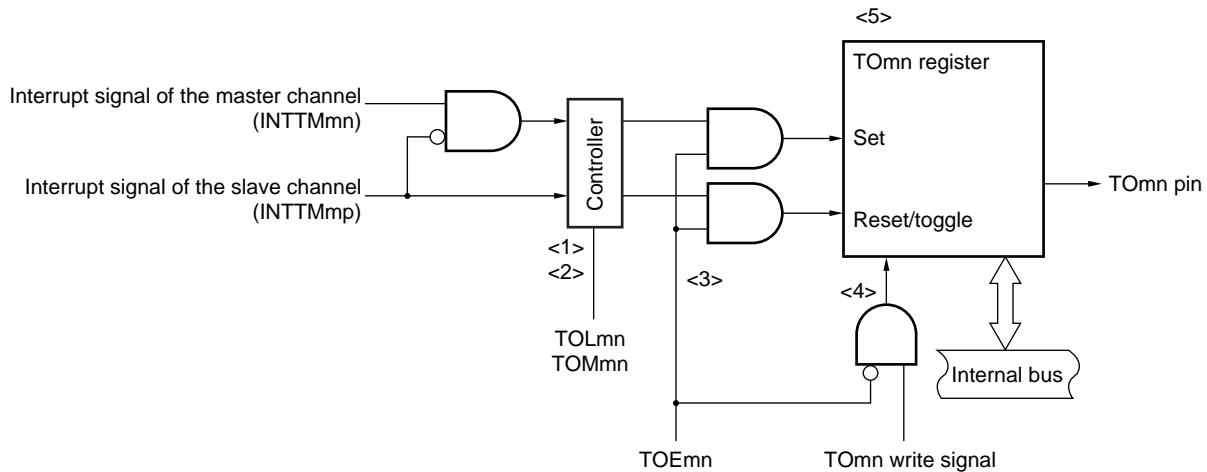 <5>
TOmn register
Interrupt signal of the master channel
(INTTMmn)
Set
Controller
Interrupt signal of the slave channel
(INTTMmp)
TOmn pin
Reset/toggle
<1>
<2>
<3>
<4>
TOLmn
TOMmn
Internal bus
TOEmn
TOmn write signal